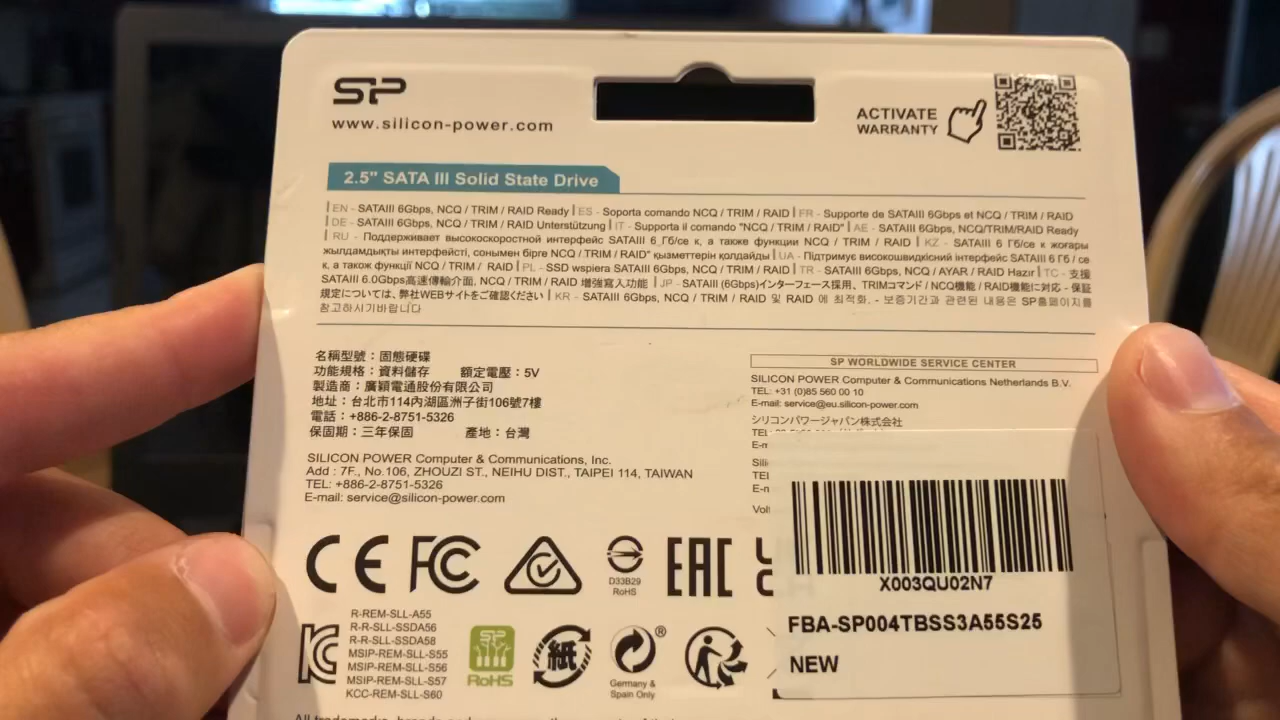 SP
www.silicon-power.com
ACTIVATE
WARRANTY
2.5" SATA III Solid State Drive
EN - SATAIII 6Gbps, NCQ / TRIM / RAID Ready | ES - Soporta comando NCQ / TRIM / RAID | FR - Supporte de SATAIII 6Gbps et NCQ / TRIM / RAID
DE - SATAIII 6Gbps, NCQ / TRIM / RAID Unterstützung | IT - Supporta il comando "NCQ / TRIM / RAID" | AE - SATAIII 6Gbps, NCQ/TRIM/RAID Ready
RU - Поддерживает высокоскоростной интерфейс SATAIII 6 Гб/се к, а также функции NCQ / TRIM / RAID | KZ - SATAIII 6 Гб/се к жоғары
жылдамдықты интерфейсті, сонымен бірге NCQ / TRIM / RAID" қызметтерін қолдайды | UA - Підтримує високошвидкісний інтерфейс SATAIII 6 Гб / се
к, а також функції NCQ / TRIM / RAID | PL - SSD wspiera SATAIII 6Gbps, NCQ / TRIM / RAID | TR - SATAIII 6Gbps, NCQ / AYAR / RAID Hazır | TC - 支援
SATAIII 6.0Gbps高速傳輸介面, NCQ / TRIM / RAID 增強寫入功能 | JP - SATAIII (6Gbps)インターフェース採用、TRIMコマンド / NCQ機能 / RAID機能に対応 - 保証
規定については、弊社WEBサイトをご確認ください | KR - SATAIII 6Gbps, NCQ / TRIM / RAID 및 RAID 에 최적화. - 보증기간과 관련된 내용은 SP홈페이지를
참고하시기바랍니다
名稱型號：固態硬碟
功能規格：資料儲存 額定電壓：5V
製造商：廣穎電通股份有限公司
地址：台北市114內湖區洲子街106號7樓
電話：+886-2-8751-5326
保固期：三年保固 產地：台灣
SILICON POWER Computer & Communications, Inc.
Add : 7F., No.106, ZHOUZI ST., NEIHU DIST., TAIPEI 114, TAIWAN
TEL: +886-2-8751-5326
E-mail: service@silicon-power.com
SP WORLDWIDE SERVICE CENTER
SILICON POWER Computer & Communications Netherlands B.V.
TEL: +31 (0)85 560 00 10
E-mail: service@eu.silicon-power.com
シリコンパワージャパン株式会社
X003QU02N7
FBA-SP004TBSS3A55S25
NEW
CE FC
D33B29
RoHS
EAC
R-REM-SLL-A55
R-R-SLL-SSDA56
R-R-SLL-SSDA58
MSIP-REM-SLL-S55
MSIP-REM-SLL-S56
MSIP-REM-SLL-S57
KCC-REM-SLL-S60
SP
RoHS
紙
®
Germany &
Spain Only